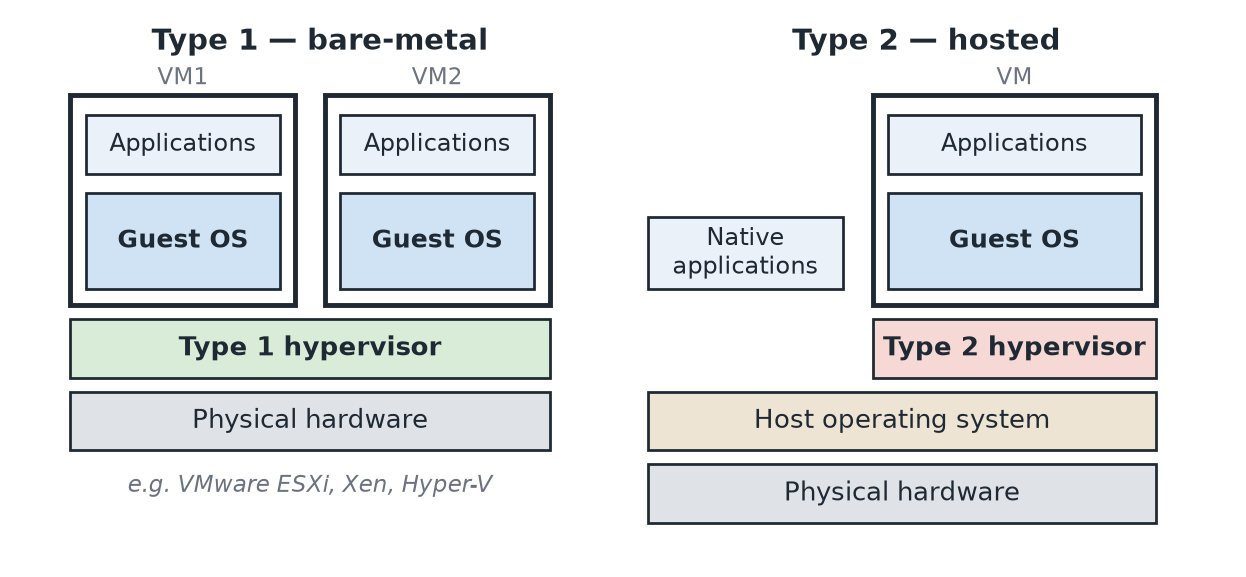 Type 1 — bare-metal
VM1
VM2
Applications
Applications
Guest OS
Guest OS
Type 1 hypervisor
Physical hardware
e.g. VMware ESXi, Xen, Hyper-V
Type 2 — hosted
VM
Applications
Guest OS
Native
applications
Type 2 hypervisor
Host operating system
Physical hardware